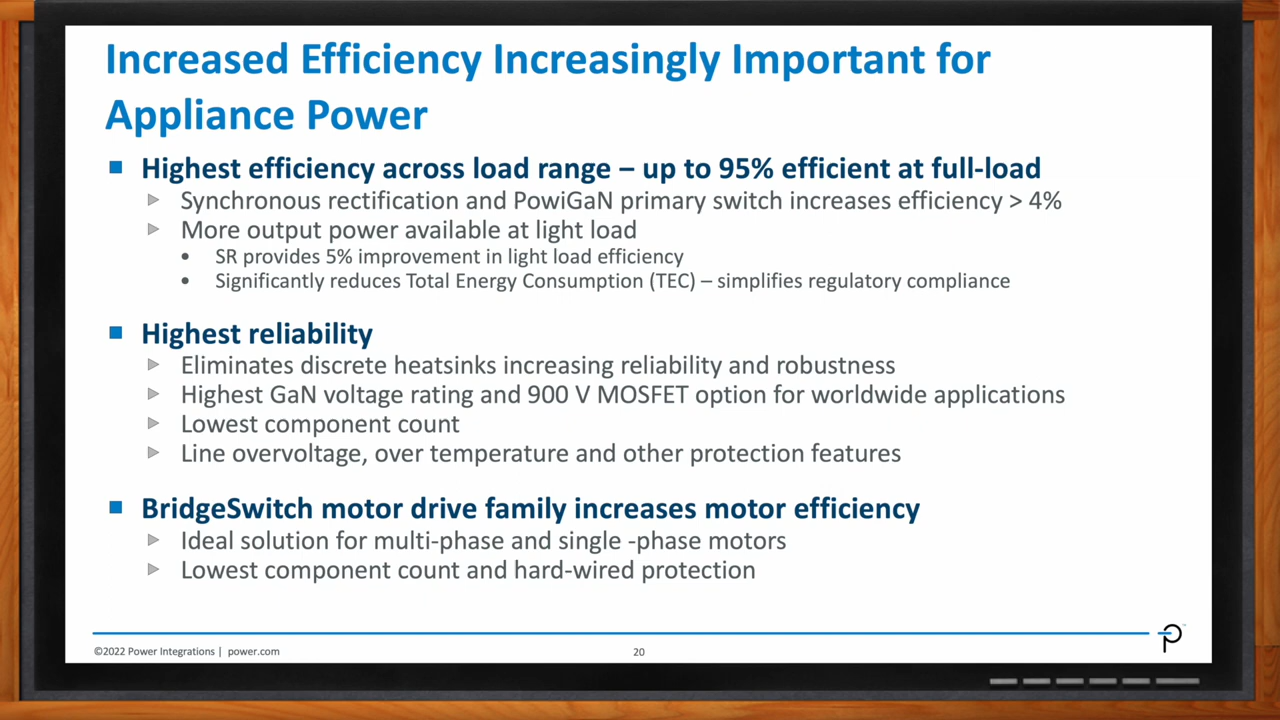 Increased Efficiency Increasingly Important for
Appliance Power
Highest efficiency across load range – up to 95% efficient at full-load
Synchronous rectification and PowiGaN primary switch increases efficiency > 4%
More output power available at light load
SR provides 5% improvement in light load efficiency
Significantly reduces Total Energy Consumption (TEC) – simplifies regulatory compliance
Highest reliability
Eliminates discrete heatsinks increasing reliability and robustness
Highest GaN voltage rating and 900 V MOSFET option for worldwide applications
Lowest component count
Line overvoltage, over temperature and other protection features
BridgeSwitch motor drive family increases motor efficiency
Ideal solution for multi-phase and single -phase motors
Lowest component count and hard-wired protection
©2022 Power Integrations | power.com
20